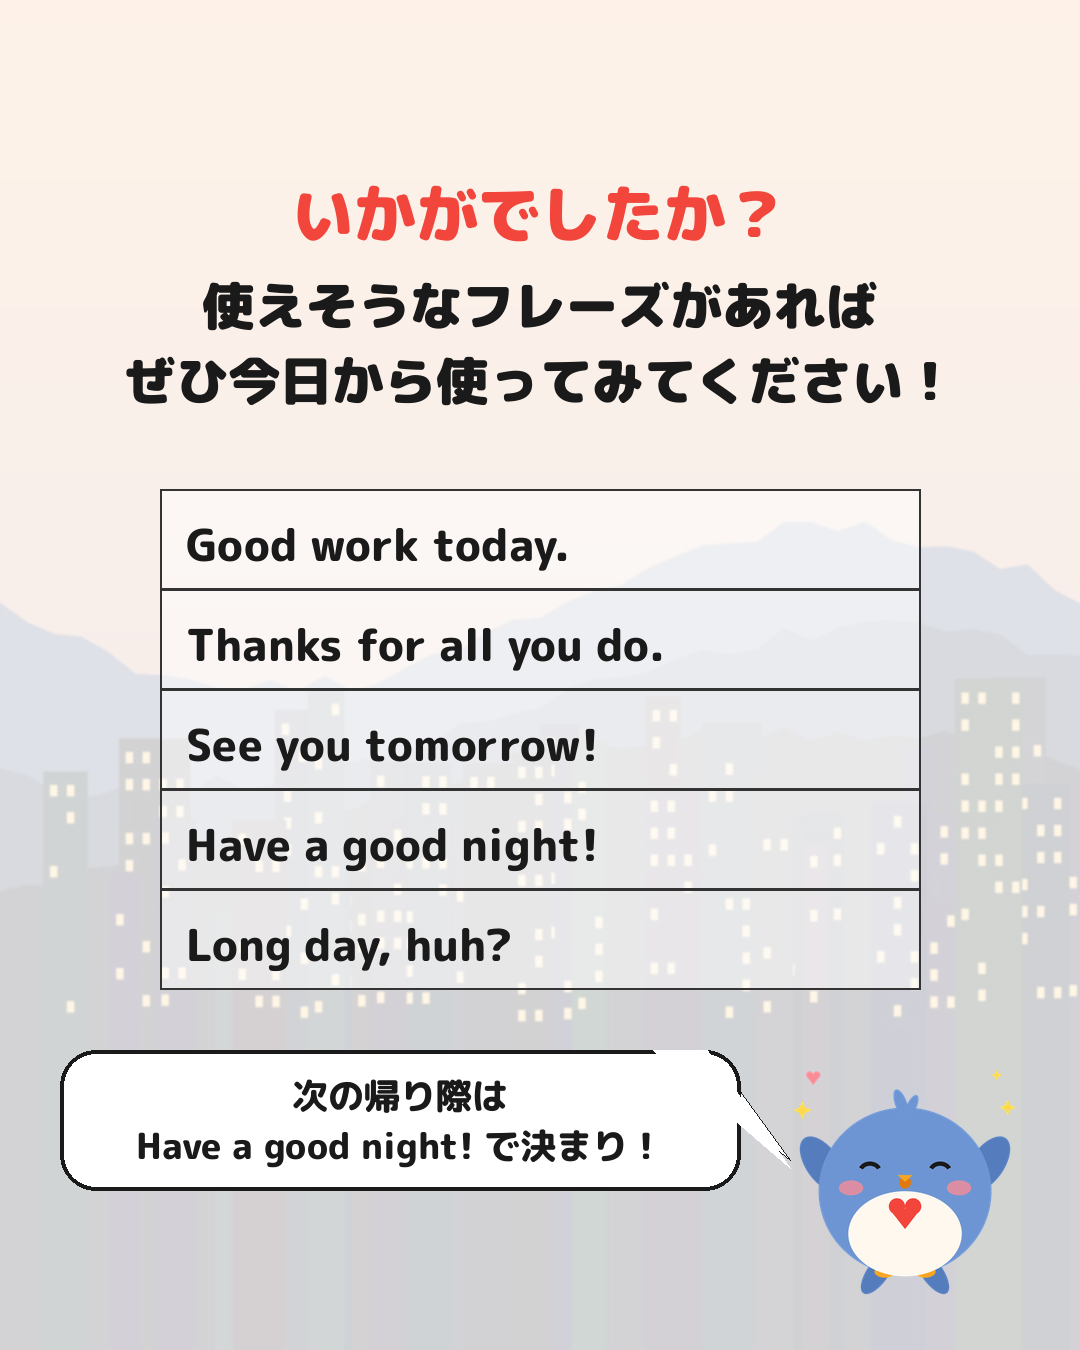 いかがでしたか？
使えそうなフレーズがあれば
ぜひ今日から使ってみてください！
Good work today.
Thanks for all you do.
See you tomorrow!
Have a good night!
Long day, huh?
次の帰り際は
Have a good night! で決まり！